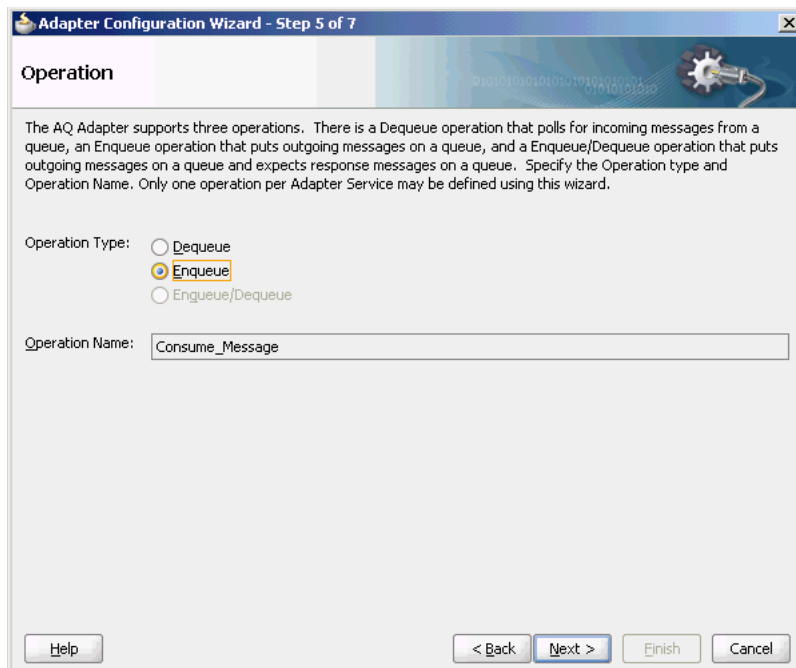 Adapter Configuration Wizard - Step 5 of 7
Operation
The AQ Adapter supports three operations. There is a Dequeue operation that polls for incoming messages from a
queue, an Enqueue operation that puts outgoing messages on a queue, and a Enqueue/Dequeue operation that puts
outgoing messages on a queue and expects response messages on a queue. Specify the Operation type and
Operation Name. Only one operation per Adapter Service may be defined using this wizard.
Operation Type:
Dequeue
Enqueue
Enqueue/Dequeue
Operation Name:
Consume_Message
Help
< Back
Next >
Finish
Cancel